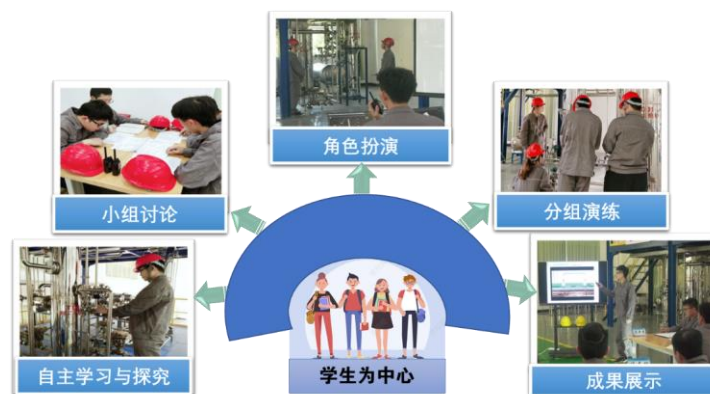 角色扮演
小组讨论
分组演练
自主学习与探究
学生为中心
成果展示